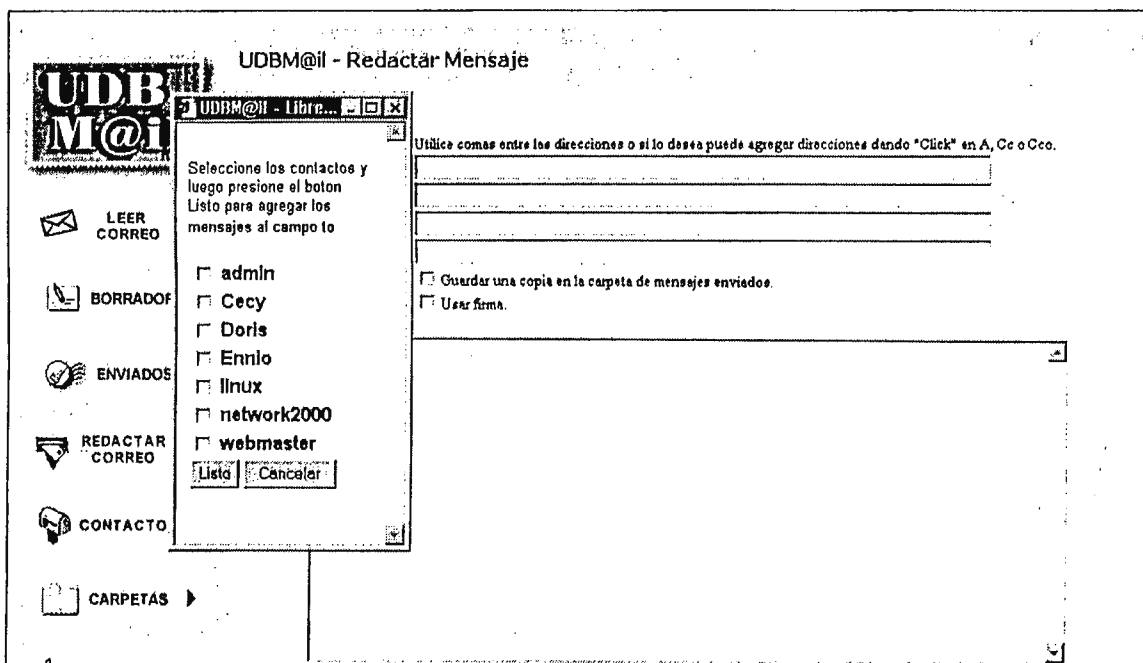 UDBM@il - Redactar Mensaje
UDB
M@il
UDBM@il - Libre...
Utilice comas entre las direcciones o si lo desea puede agregar direcciones dando "Click" en A, Cc o Cco.
Seleccione los contactos y
luego presione el boton
Listo para agregar los
mensajes al campo to
admin
Cecy
Doris
Ennio
linux
network2000
webmaster
Listo Cancelar
Guardar una copia en la carpeta de mensajes enviados.
Usar firma.
LEER
CORREO
BORRADOR
ENVIADOS
REDACTAR
CORREO
CONTACTO
CARPETAS